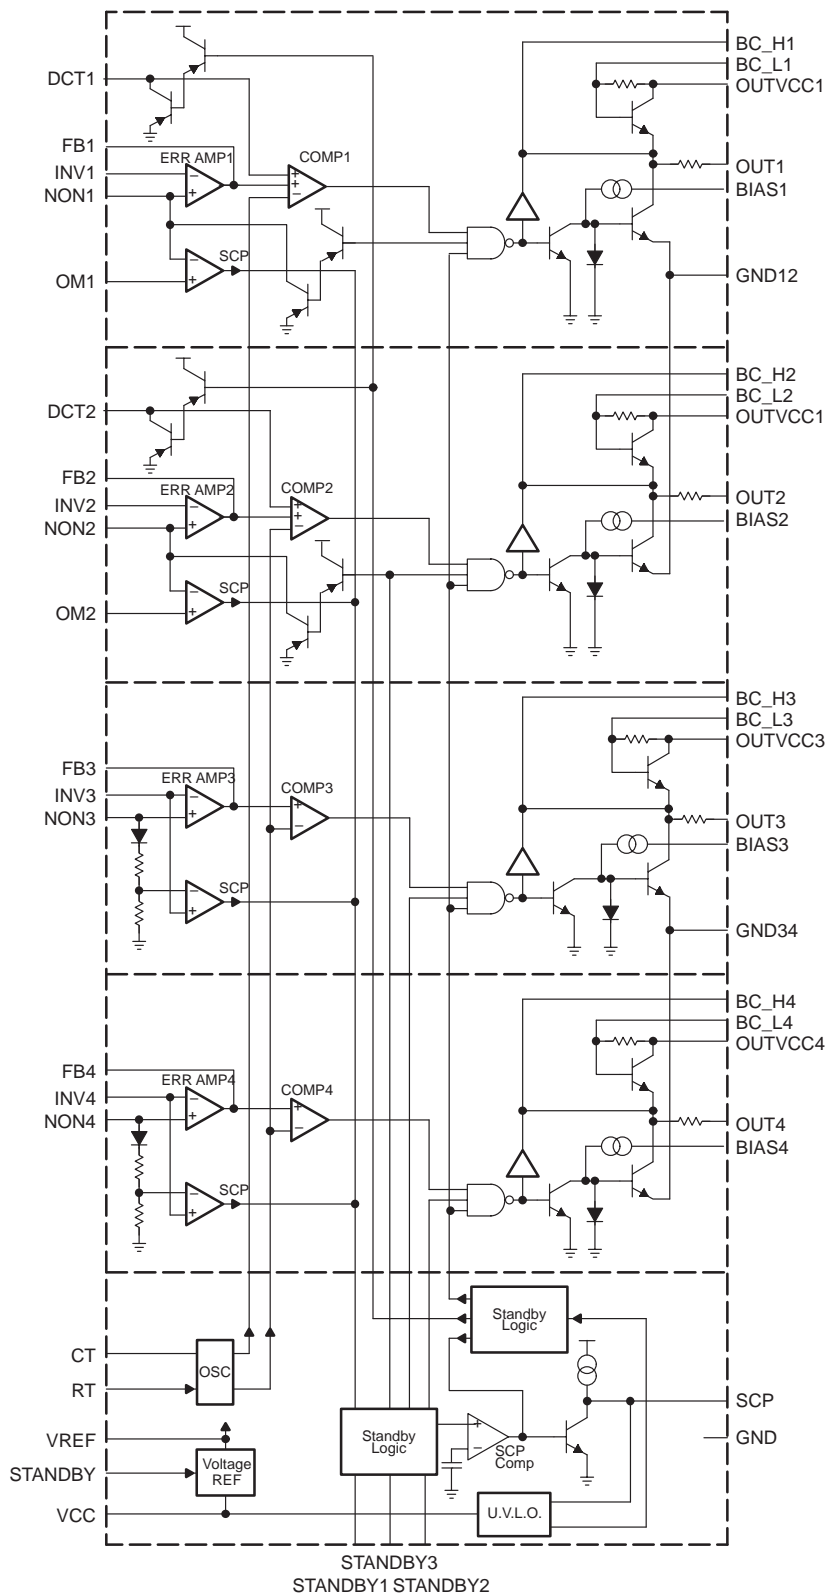 BC_H1
BC_L1
DCT1
OUTVCC1
FB1
ERR AMP1
COMP1
OUT1
INV1
+
+
−
−
+
NON1
BIAS1
SCP
−
+
OM1
GND12
BC_H2
BC_L2
DCT2
OUTVCC1
FB2
ERR AMP2
COMP2
OUT2
INV2
+
+
−
−
+
NON2
BIAS2
SCP
−
+
OM2
BC_H3
BC_L3
OUTVCC3
FB3
ERR AMP3
COMP3
INV3
−
+
+
−
NON3
OUT3
BIAS3
SCP
−
+
GND34
BC_H4
BC_L4
OUTVCC4
FB4
ERR AMP4
COMP4
INV4
−
+
+
−
NON4
OUT4
BIAS4
SCP
−
+
Standby
Logic
CT
OSC
RT
SCP
Standby
Logic
+
−
SCP
Comp
VREF
GND
Voltage
REF
STANDBY
VCC
U.V.L.O.
STANDBY3
STANDBY1 STANDBY2